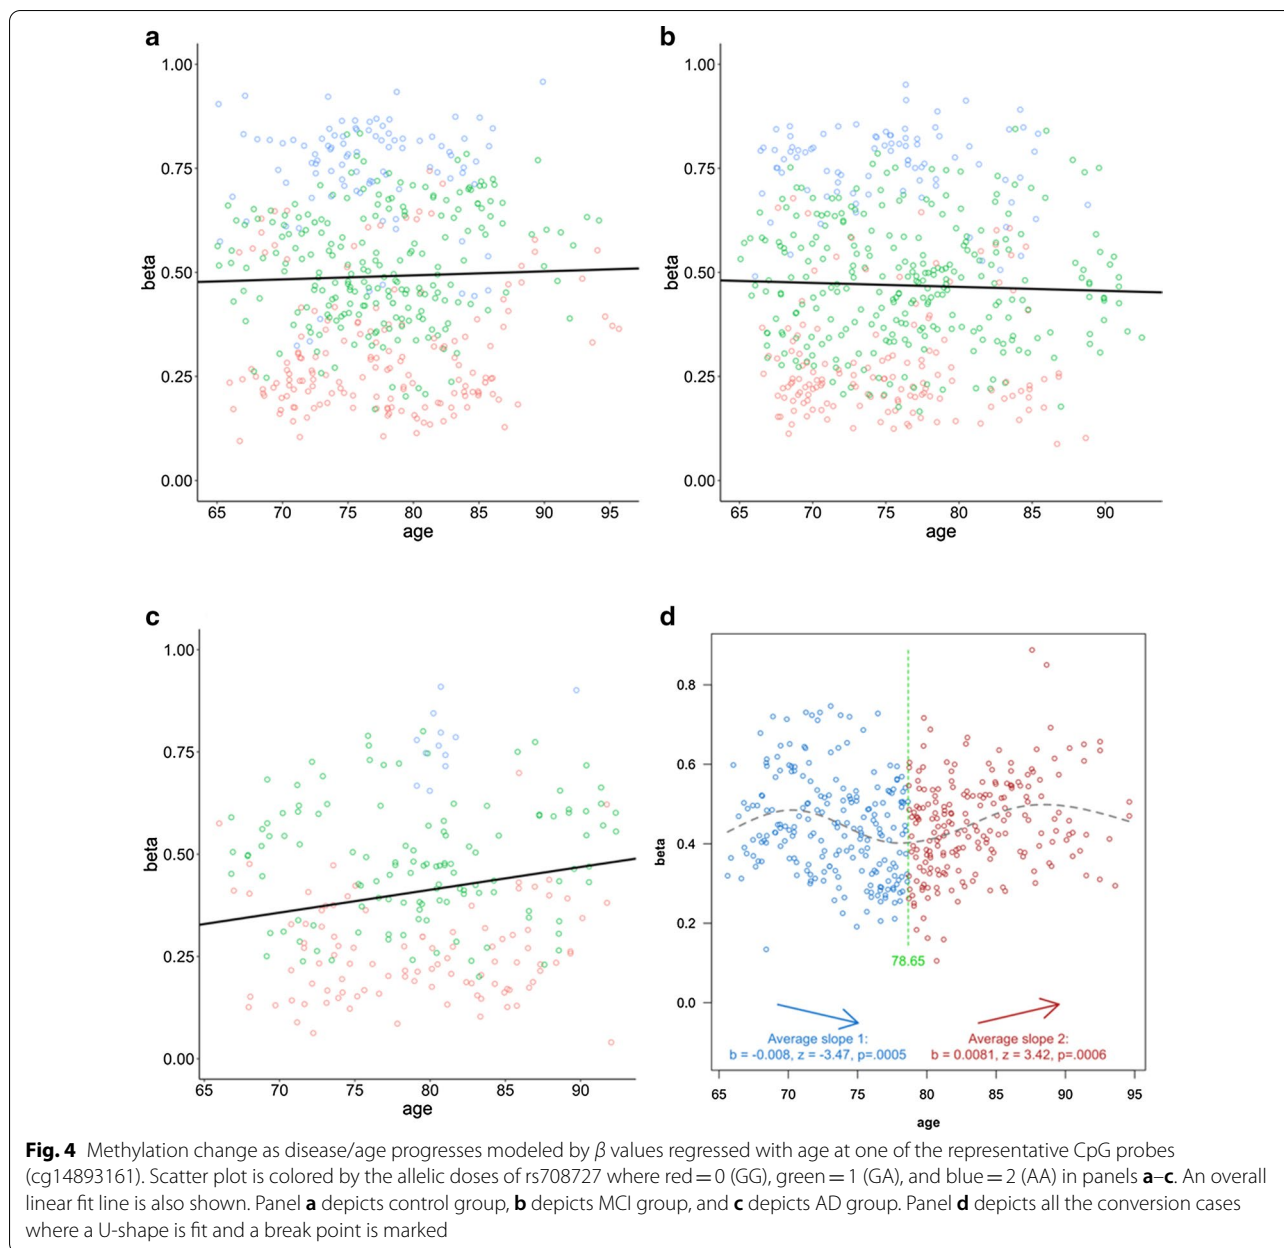 a
1.00
0.75
0.50
0.25
0.00
beta
65 70 75 80 85 90 95
age
b
1.00
0.75
0.50
0.25
0.00
beta
65 70 75 80 85 90
age
c
1.00
0.75
0.50
0.25
0.00
beta
65 70 75 80 85 90
age
d
0.8
0.6
0.4
0.2
0.0
beta
78.65
Average slope 1:
b = -0.008, z = -3.47, p=.0005
Average slope 2:
b = 0.0081, z = 3.42, p=.0006
65 70 75 80 85 90 95
age
Fig. 4 Methylation change as disease/age progresses modeled by β values regressed with age at one of the representative CpG probes
(cg14893161). Scatter plot is colored by the allelic doses of rs708727 where red = 0 (GG), green = 1 (GA), and blue = 2 (AA) in panels a–c. An overall
linear fit line is also shown. Panel a depicts control group, b depicts MCI group, and c depicts AD group. Panel d depicts all the conversion cases
where a U-shape is fit and a break point is marked